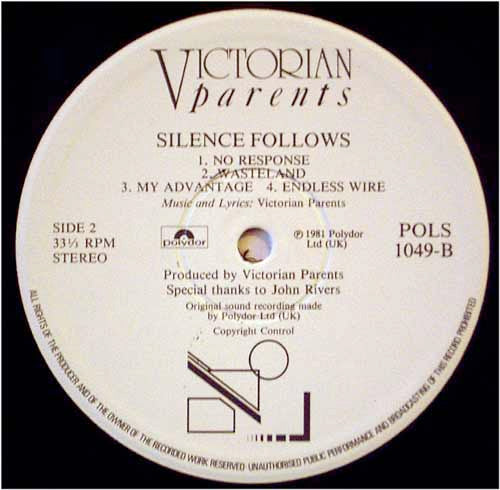 VICTORIAN
parents
SILENCE FOLLOWS
1. NO RESPONSE
2. WASTELAND
3. MY ADVANTAGE 4. ENDLESS WIRE
Music and Lyrics: Victorian Parents
SIDE 2
33⅓ RPM
STEREO
polydor
℗ 1981 Polydor
Ltd (UK)
POLS
1049-B
Produced by Victorian Parents
Special thanks to John Rivers
Original sound recording made
by Polydor Ltd (UK)
Copyright Control
ALL RIGHTS OF THE PRODUCER AND OF THE OWNER OF THE RECORDED WORK RESERVED UNAUTHORISED PUBLIC PERFORMANCE AND BROADCASTING OF THIS RECORD PROHIBITED